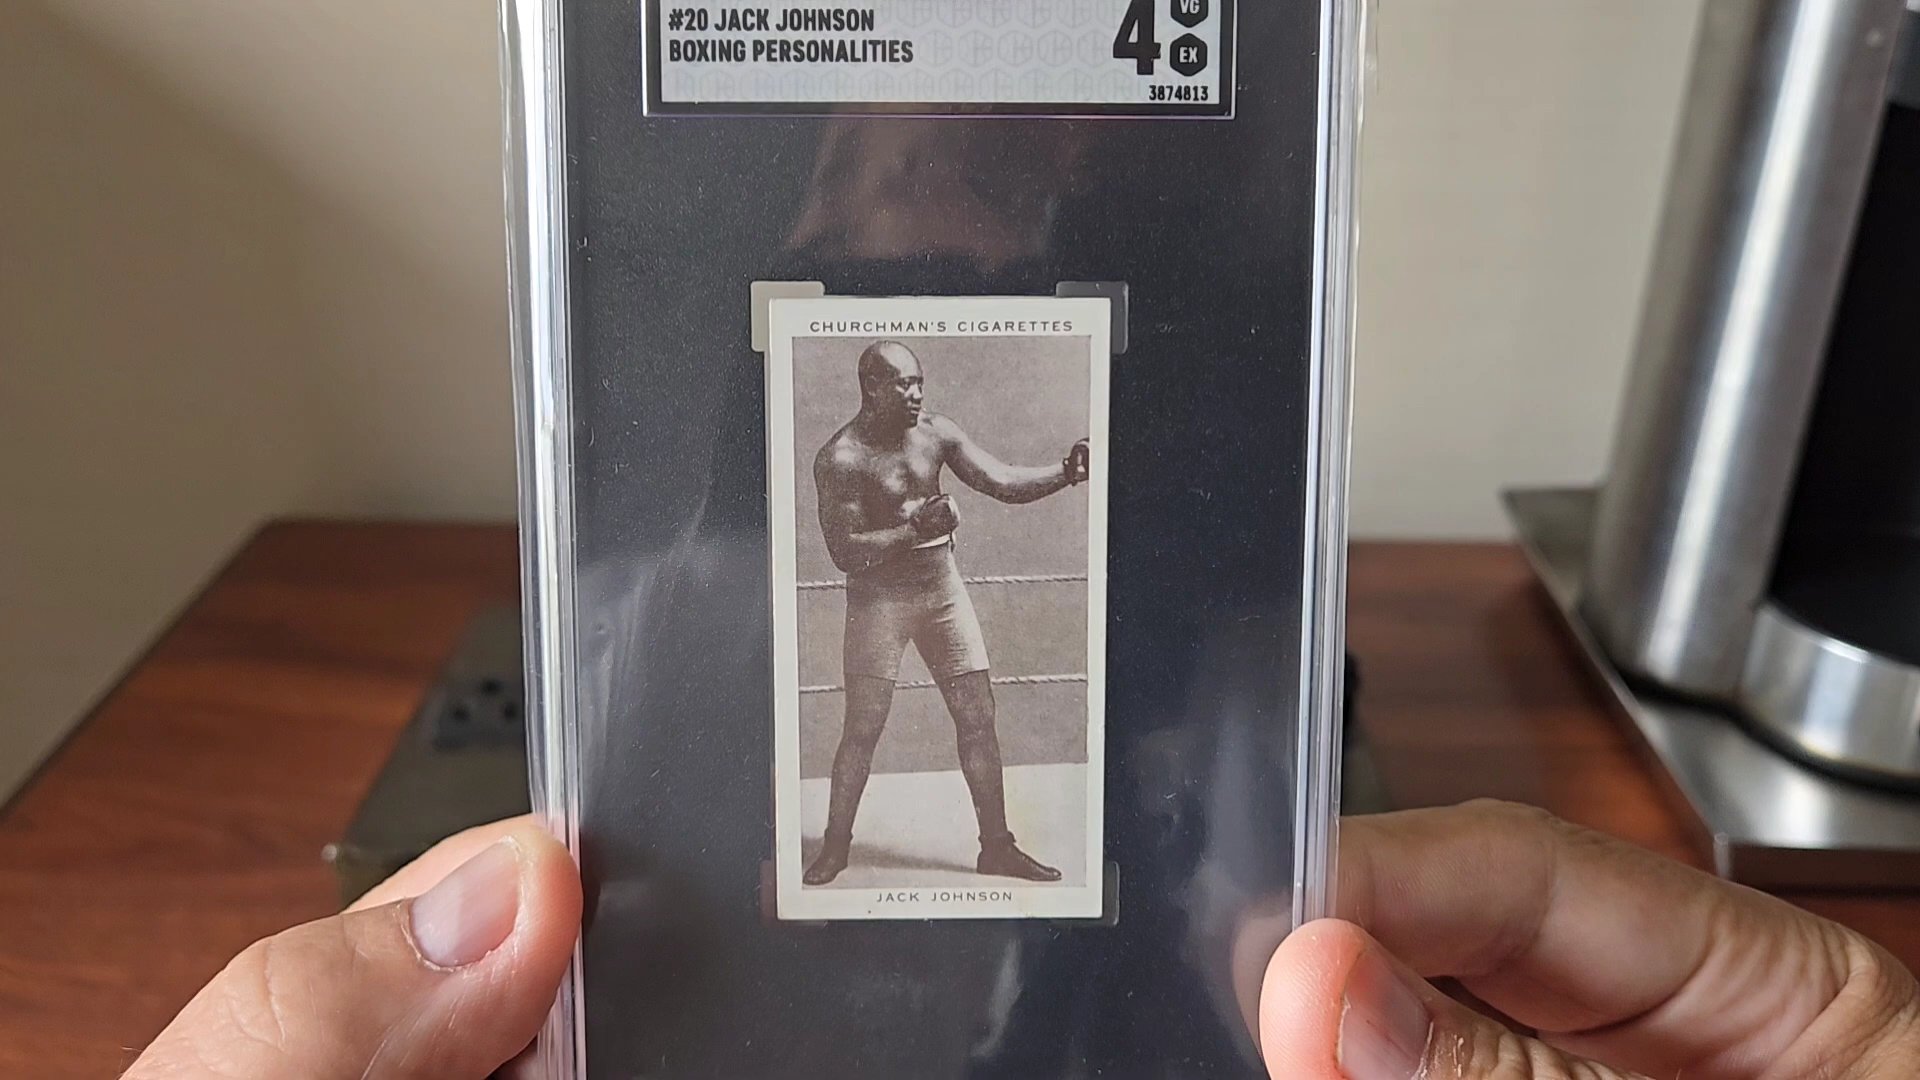 #20 JACK JOHNSON
BOXING PERSONALITIES
4
VG
EX
3874813
CHURCHMAN'S CIGARETTES
JACK JOHNSON